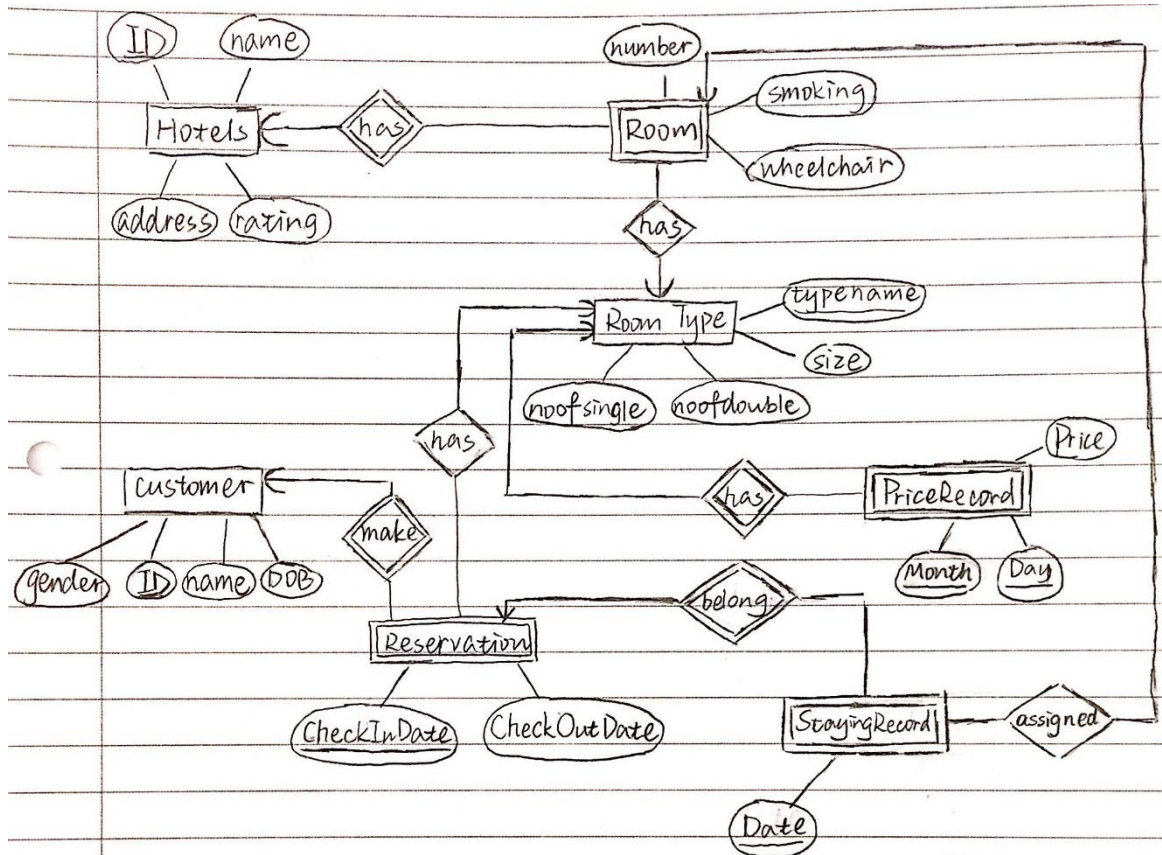 ID
name
number
smoking
Hotels
has
Room
wheelchair
address
rating
has
typename
Room Type
size
noofsingle
noofdouble
has
Price
customer
has
PriceRecord
make
gender
ID
name
DOB
Month
Day
belong
Reservation
CheckInDate
CheckOutDate
StayingRecord
assigned
Date